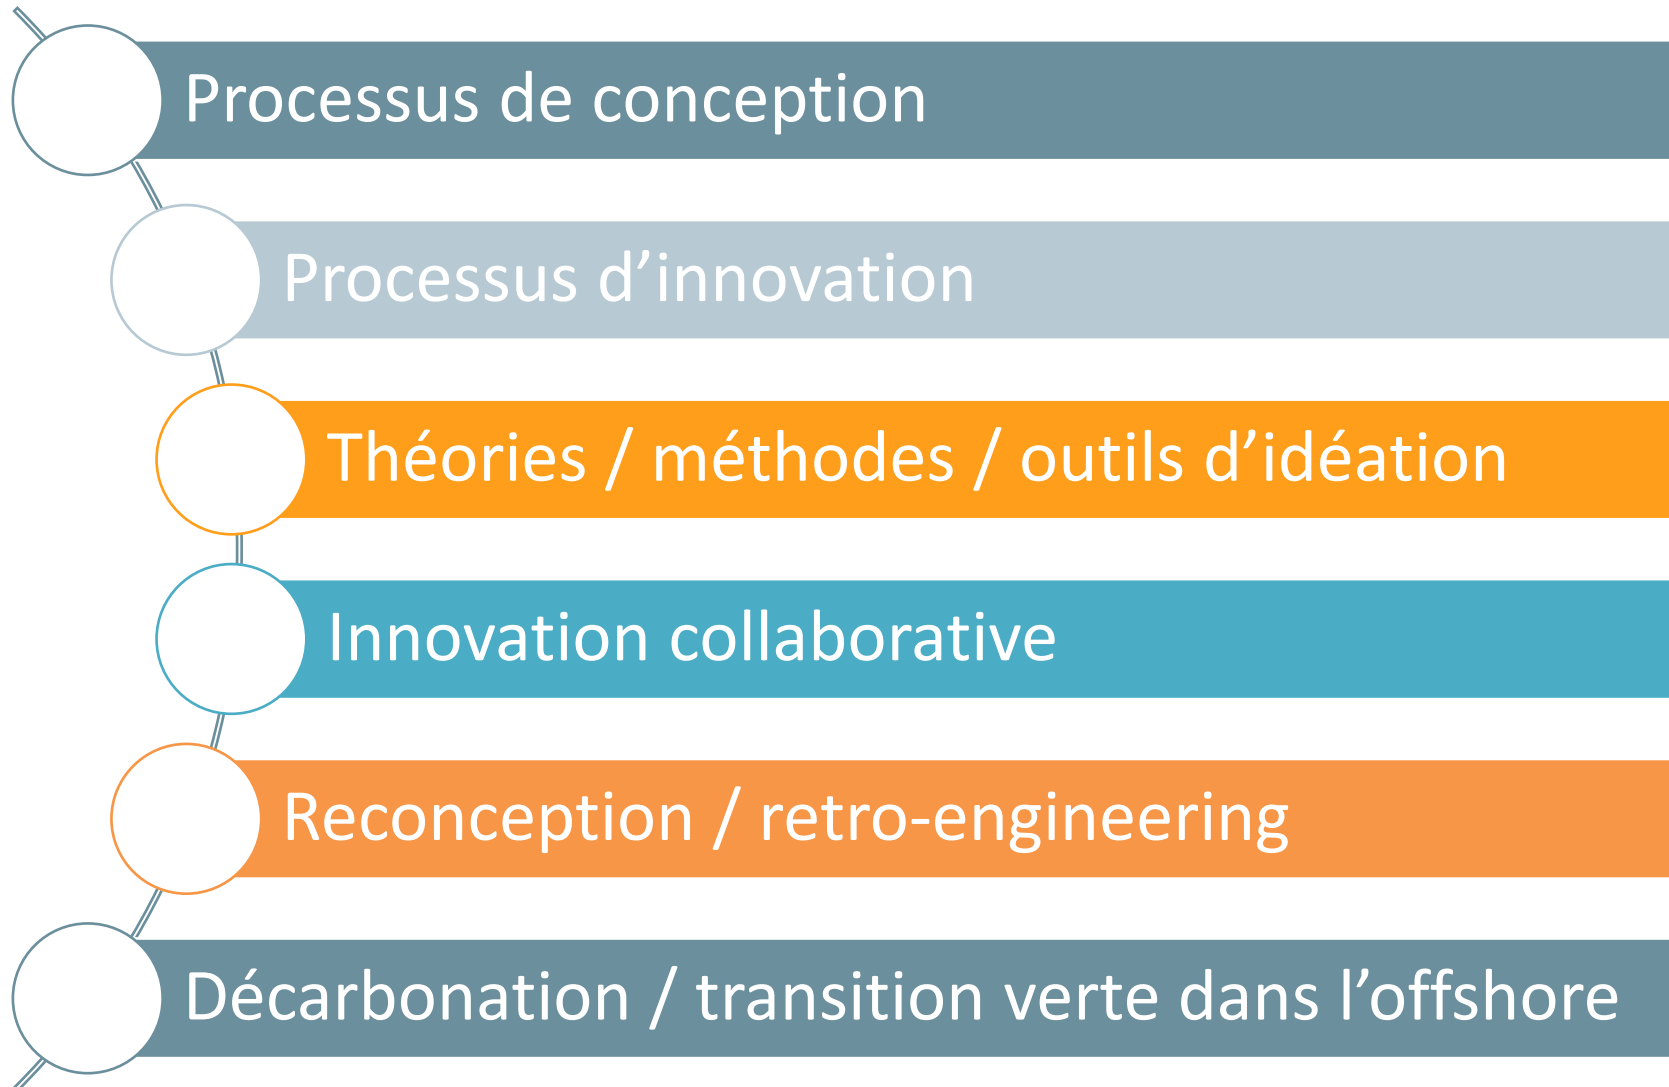 Processus de conception
Processus d’innovation
Théories / méthodes / outils d’idéation
Innovation collaborative
Reconception / retro-engineering
Décarbonation / transition verte dans l’offshore